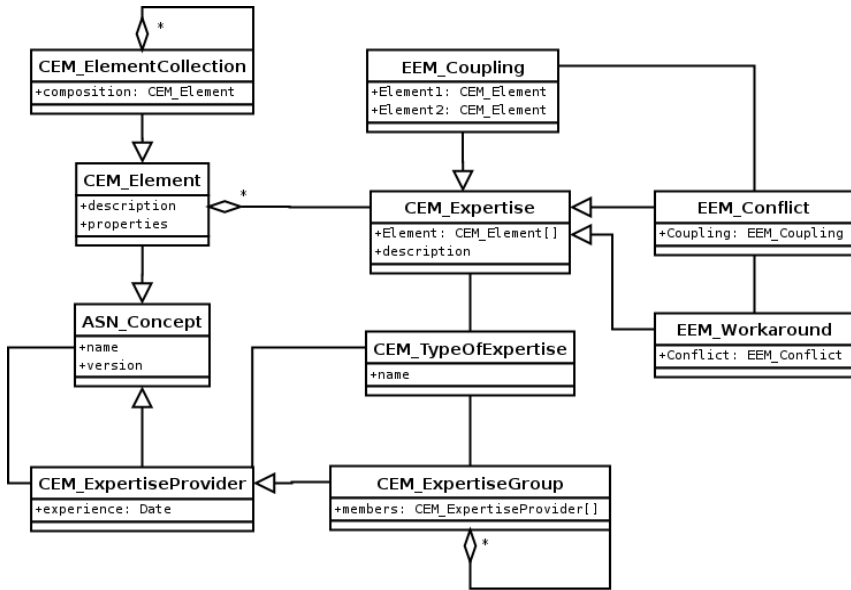 *
CEM_ElementCollection
+composition: CEM_Element
EEM_Coupling
+Element1: CEM_Element
+Element2: CEM_Element
CEM_Element
+description
+properties
*
CEM_Expertise
+Element: CEM_Element[]
+description
EEM_Conflict
+Coupling: EEM_Coupling
ASN_Concept
+name
+version
CEM_TypeOfExpertise
+name
EEM_Workaround
+Conflict: EEM_Conflict
CEM_ExpertiseProvider
+experience: Date
CEM_ExpertiseGroup
+members: CEM_ExpertiseProvider[]
*